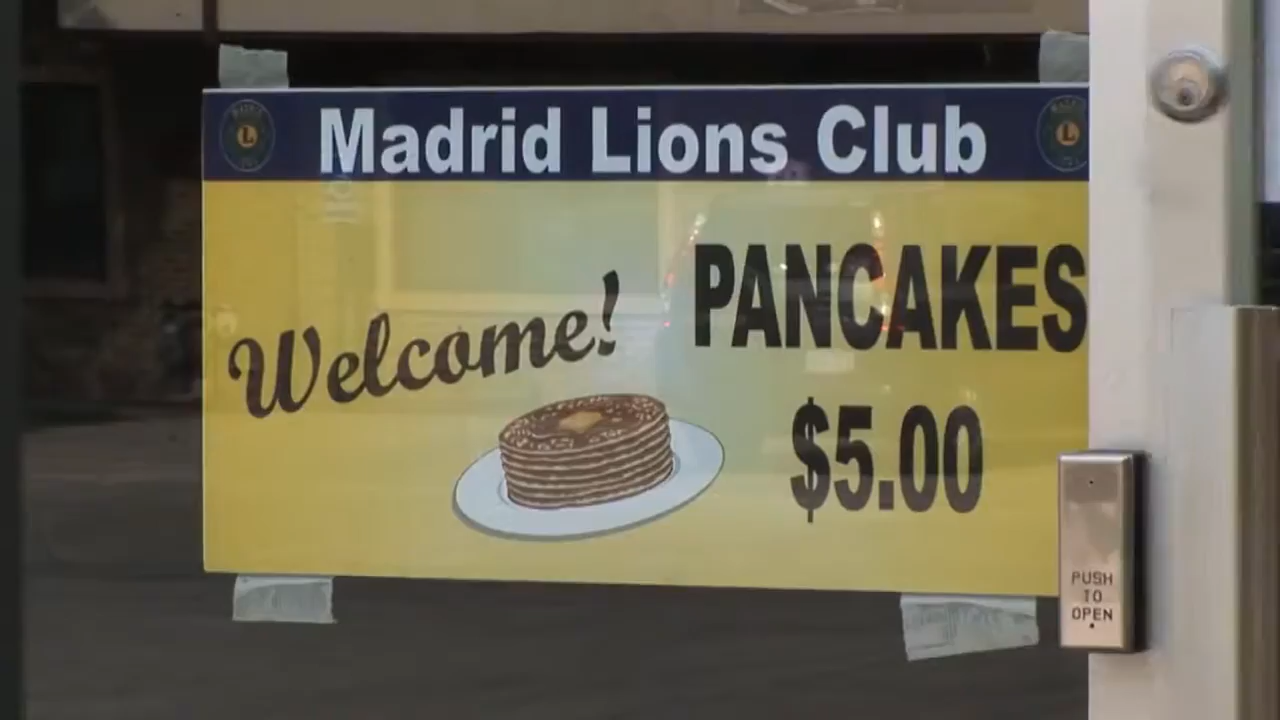 Madrid Lions Club
L
L
Welcome!
PANCAKES
$5.00
PUSH
TO
OPEN